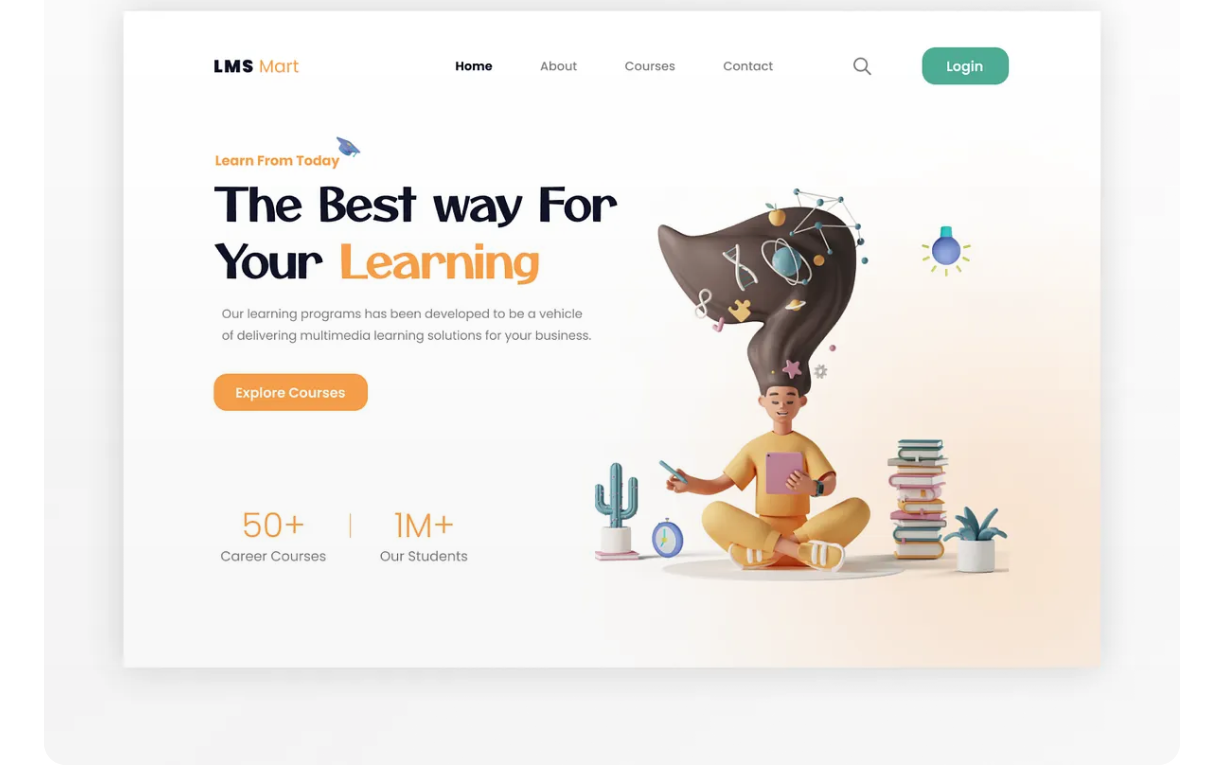 LMS Mart
Home About Courses Contact
Login
Learn From Today
The Best way For
Your Learning
Our learning programs has been developed to be a vehicle
of delivering multimedia learning solutions for your business.
Explore Courses
50+
Career Courses
1M+
Our Students